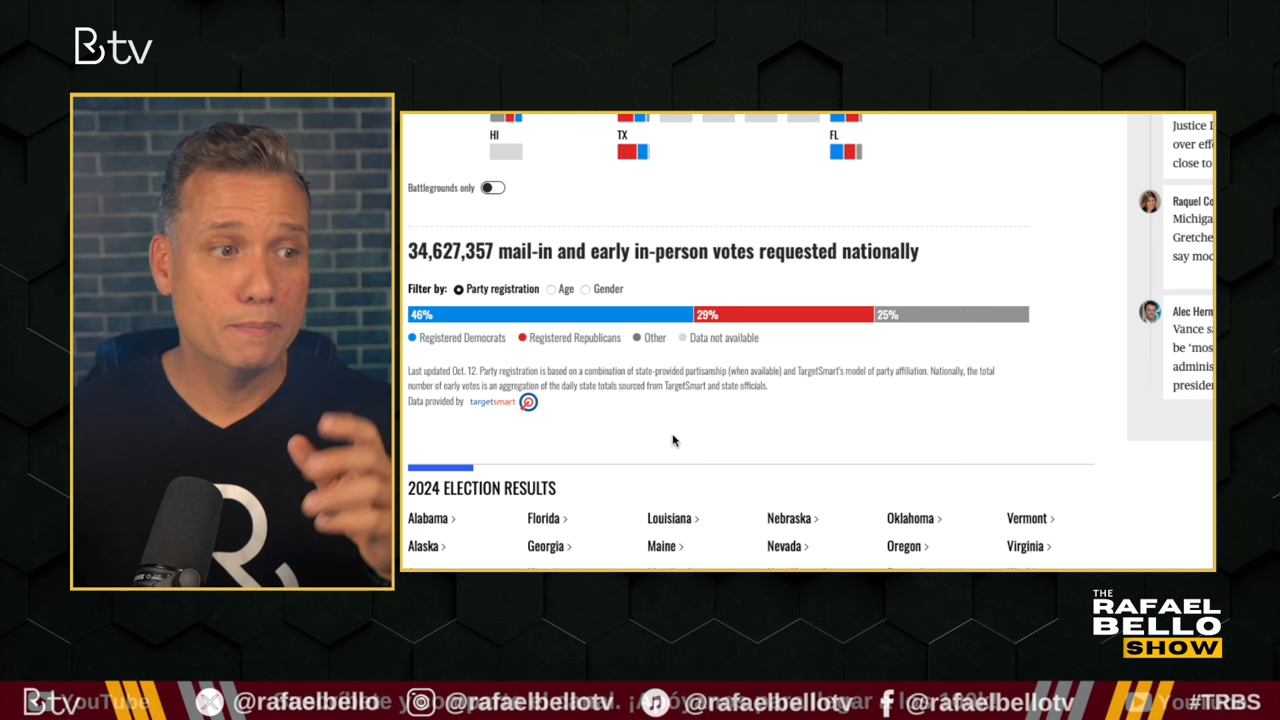 Btv
HI
TX
FL
Battlegrounds only
34,627,357 mail-in and early in-person votes requested nationally
Filter by: Party registration Age Gender
46% 29% 25%
Registered Democrats Registered Republicans Other Data not available
Last updated Oct. 12. Party registration is based on a combination of state-provided partisanship (when available) and TargetSmart's model of party affiliation. Nationally, the total
number of early votes is an aggregation of the daily state totals sourced from TargetSmart and state officials.
Data provided by targetsmart
2024 ELECTION RESULTS
Alabama > Florida > Louisiana > Nebraska > Oklahoma > Vermont >
Alaska > Georgia > Maine > Nevada > Oregon > Virginia >
Justice D
over eff
close to
Raquel Co
Michiga
Gretche
say mod
Alec Hern
Vance sa
be 'mos
adminis
presider
R
THE
RAFAEL
BELLO
SHOW
Btv YouTube @rafaelbello @rafaelbellotv @rafaelbellotv @rafaelbellotv #TRBS